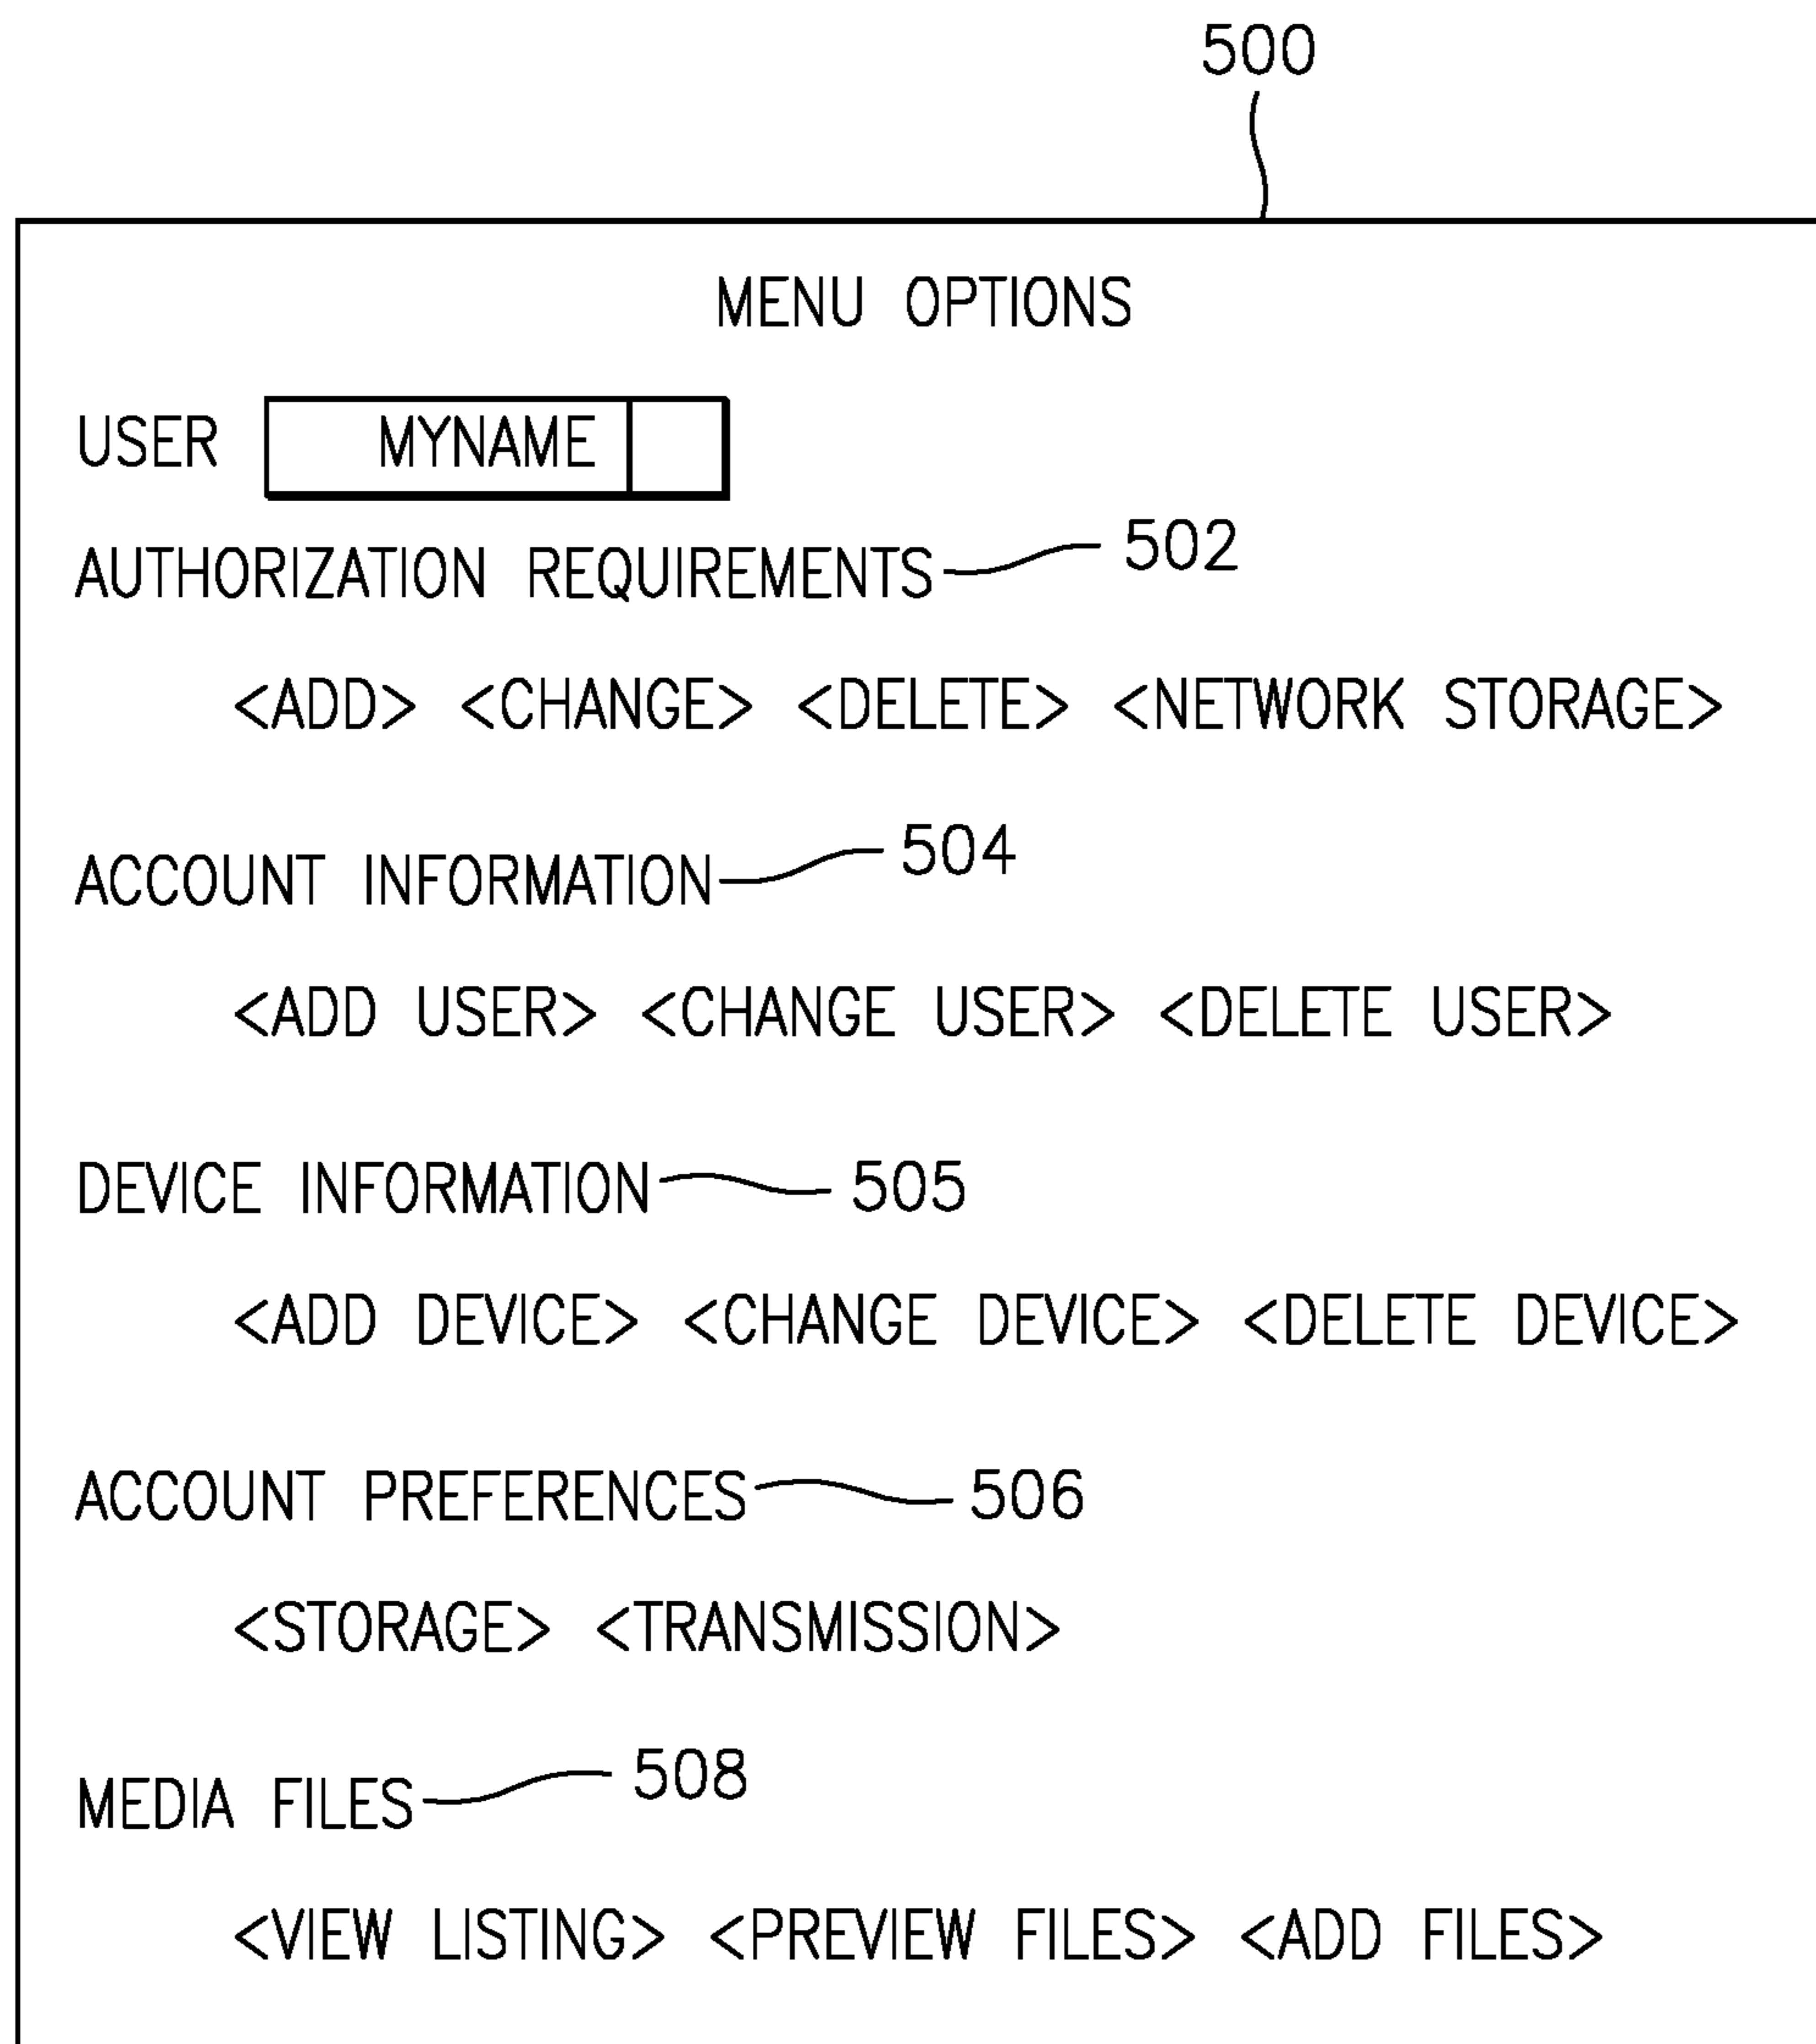 500
MENU OPTIONS
USER MYNAME
AUTHORIZATION REQUIREMENTS 502
<ADD> <CHANGE> <DELETE> <NETWORK STORAGE>
ACCOUNT INFORMATION 504
<ADD USER> <CHANGE USER> <DELETE USER>
DEVICE INFORMATION 505
<ADD DEVICE> <CHANGE DEVICE> <DELETE DEVICE>
ACCOUNT PREFERENCES 506
<STORAGE> <TRANSMISSION>
MEDIA FILES 508
<VIEW LISTING> <PREVIEW FILES> <ADD FILES>